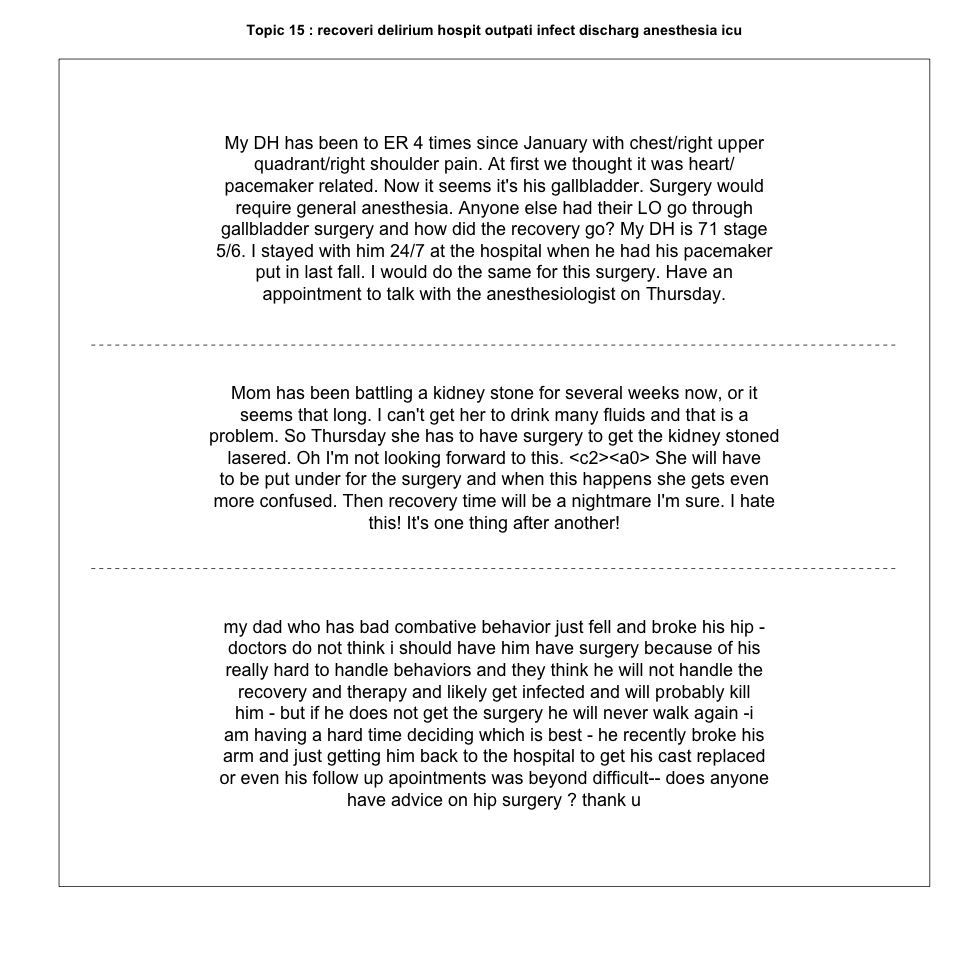 Topic 15 : recoveri delirium hospit outpati infect discharg anesthesia icu
My DH has been to ER 4 times since January with chest/right upper
quadrant/right shoulder pain. At first we thought it was heart/
pacemaker related. Now it seems it's his gallbladder. Surgery would
require general anesthesia. Anyone else had their LO go through
gallbladder surgery and how did the recovery go? My DH is 71 stage
5/6. I stayed with him 24/7 at the hospital when he had his pacemaker
put in last fall. I would do the same for this surgery. Have an
appointment to talk with the anesthesiologist on Thursday.
Mom has been battling a kidney stone for several weeks now, or it
seems that long. I can't get her to drink many fluids and that is a
problem. So Thursday she has to have surgery to get the kidney stoned
lasered. Oh I'm not looking forward to this. <c2><a0> She will have
to be put under for the surgery and when this happens she gets even
more confused. Then recovery time will be a nightmare I'm sure. I hate
this! It's one thing after another!
my dad who has bad combative behavior just fell and broke his hip -
doctors do not think i should have him have surgery because of his
really hard to handle behaviors and they think he will not handle the
recovery and therapy and likely get infected and will probably kill
him - but if he does not get the surgery he will never walk again -i
am having a hard time deciding which is best - he recently broke his
arm and just getting him back to the hospital to get his cast replaced
or even his follow up apointments was beyond difficult-- does anyone
have advice on hip surgery ? thank u